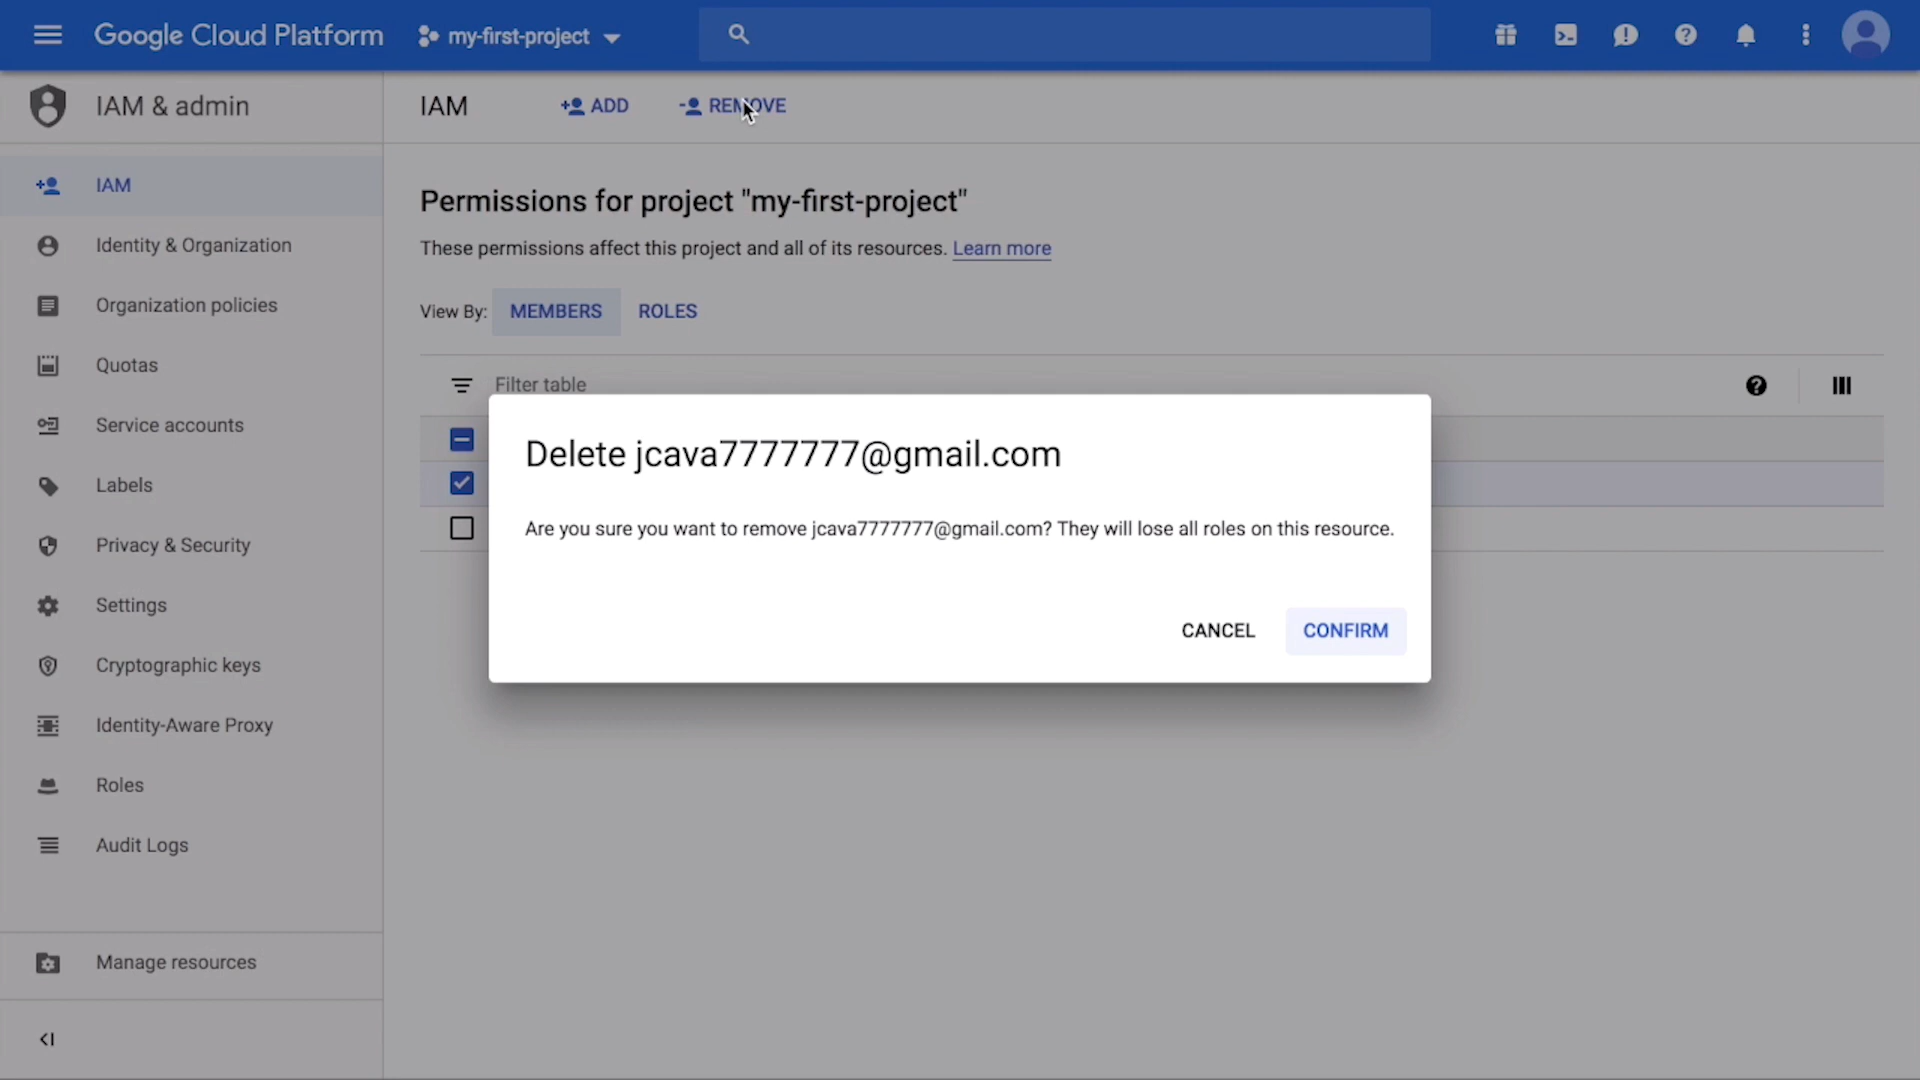 Google Cloud Platform
my-first-project
IAM & admin
IAM
ADD
REMOVE
IAM
Identity & Organization
Organization policies
Quotas
Service accounts
Labels
Privacy & Security
Settings
Cryptographic keys
Identity-Aware Proxy
Roles
Audit Logs
Manage resources
Permissions for project "my-first-project"
These permissions affect this project and all of its resources. Learn more
View By: MEMBERS ROLES
Filter table
Delete jcava7777777@gmail.com
Are you sure you want to remove jcava7777777@gmail.com? They will lose all roles on this resource.
CANCEL CONFIRM